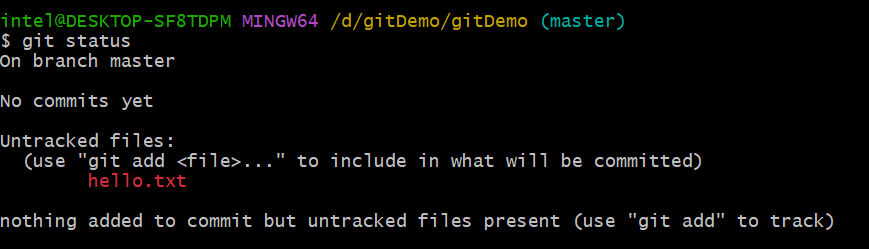 intel@DESKTOP-SF8TDPM MINGW64 /d/gitDemo/gitDemo (master)
$ git status
On branch master
No commits yet
Untracked files:
  (use "git add <file>..." to include in what will be committed)
        hello.txt
nothing added to commit but untracked files present (use "git add" to track)